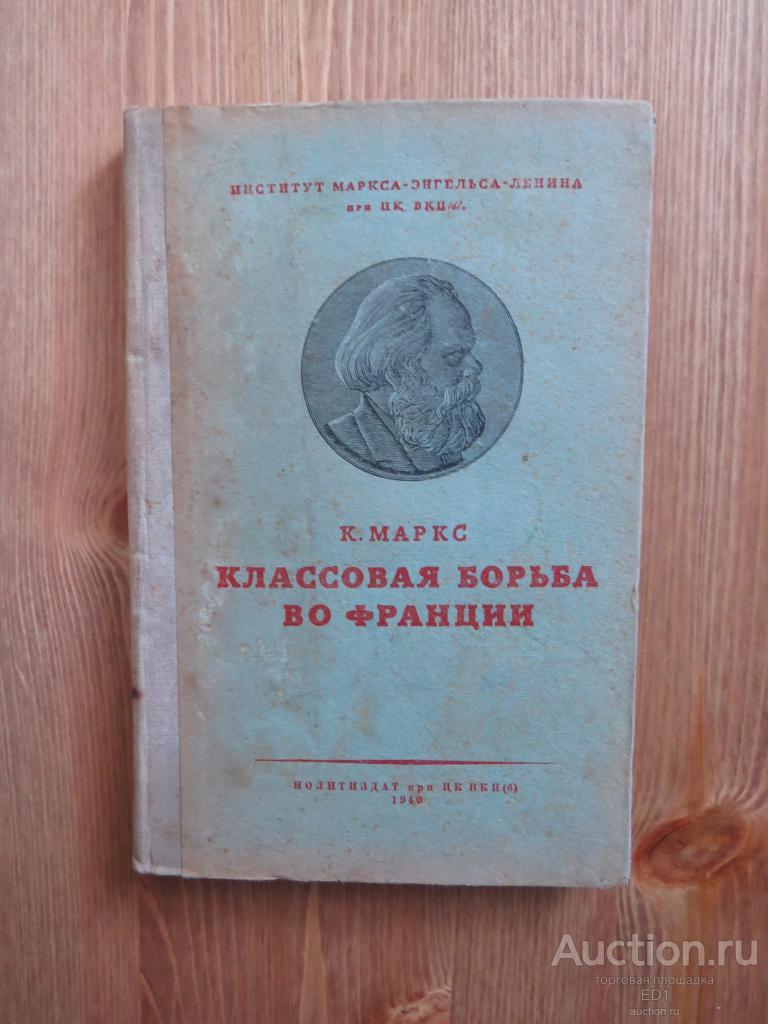 ИНСТИТУТ МАРКСА-ЭНГЕЛЬСА-ЛЕНИНА
при ЦК ВКП(б).
К. МАРКС
КЛАССОВАЯ БОРЬБА
ВО ФРАНЦИИ
ПОЛИТИЗДАТ при ЦК ВКП(б)
1940
Auction.ru
торговая площадка
ED1
auction.ru